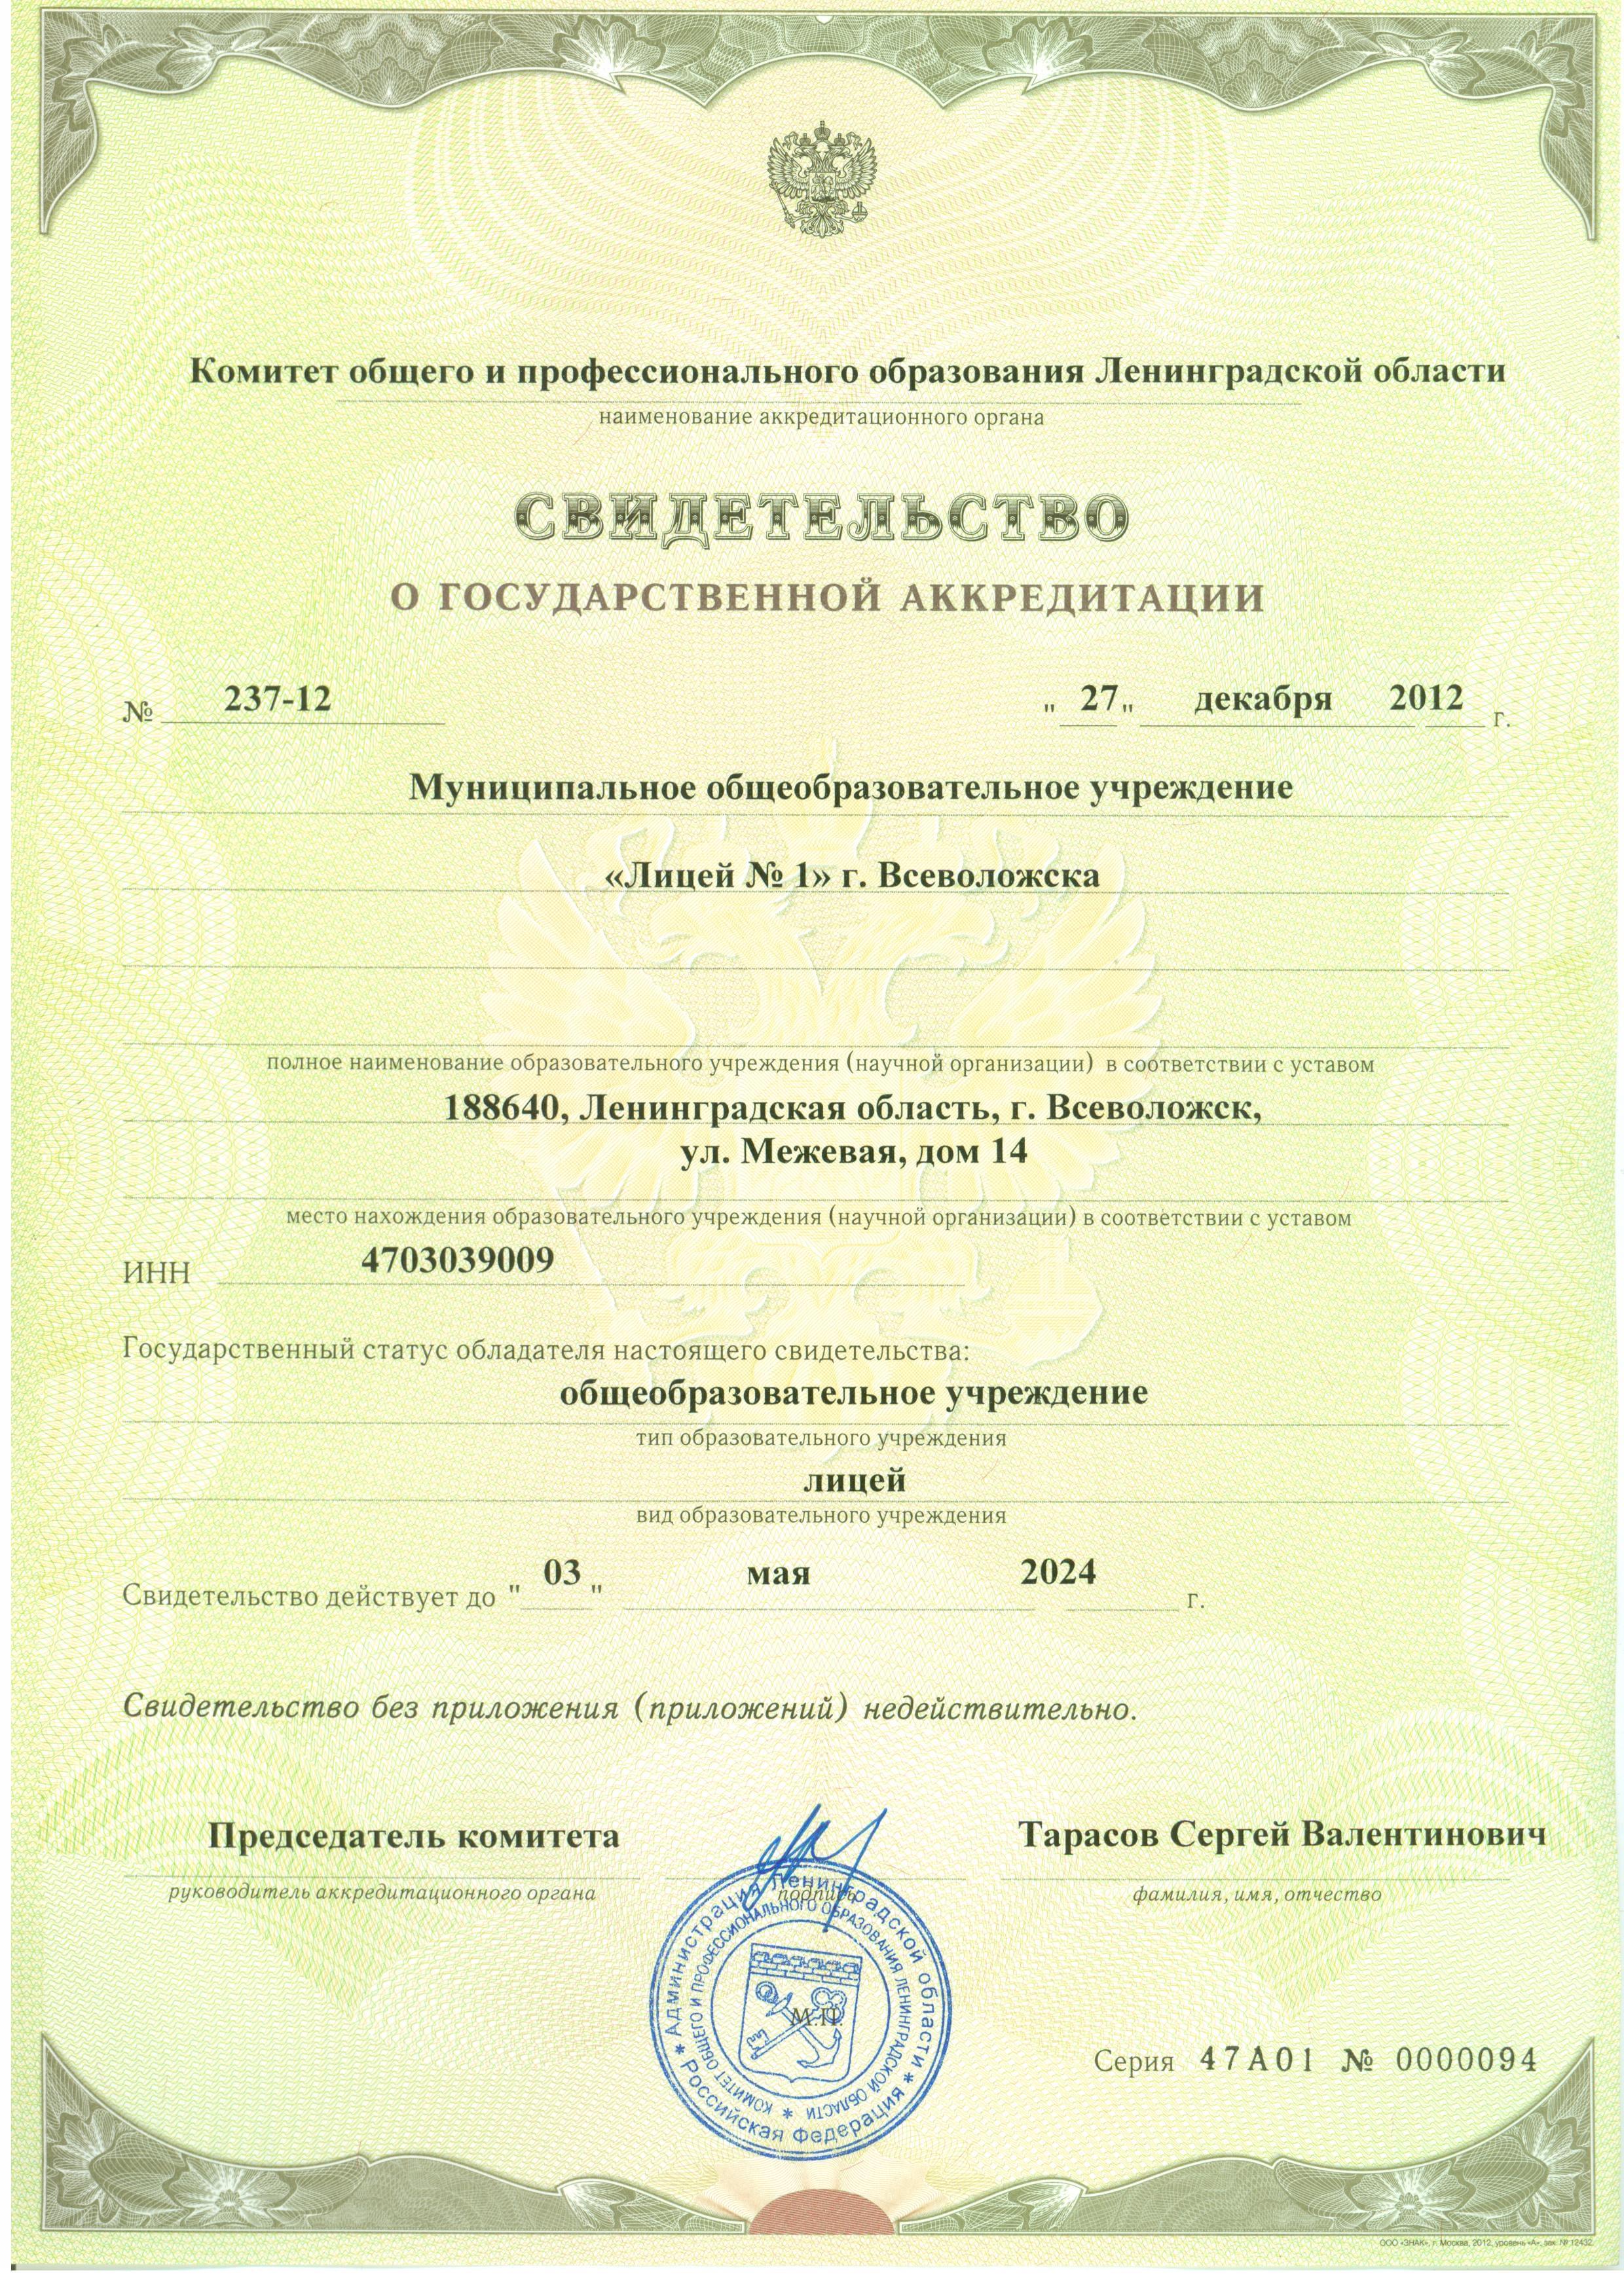 Комитет общего и профессионального образования Ленинградской области
наименование аккредитационного органа
СВИДЕТЕЛЬСТВО
О ГОСУДАРСТВЕННОЙ АККРЕДИТАЦИИ
№ 237-12 " 27 " декабря 2012 г.
Муниципальное общеобразовательное учреждение
«Лицей № 1» г. Всеволожска
полное наименование образовательного учреждения (научной организации) в соответствии с уставом
188640, Ленинградская область, г. Всеволожск,
ул. Межевая, дом 14
место нахождения образовательного учреждения (научной организации) в соответствии с уставом
ИНН 4703039009
Государственный статус обладателя настоящего свидетельства:
общеобразовательное учреждение
тип образовательного учреждения
лицей
вид образовательного учреждения
Свидетельство действует до " 03 " мая 2024 г.
Свидетельство без приложения (приложений) недействительно.
Председатель комитета Тарасов Сергей Валентинович
руководитель аккредитационного органа подпись фамилия, имя, отчество
* Администрация Ленинградской области * Российская Федерация
* КОМИТЕТ ОБЩЕГО И ПРОФЕССИОНАЛЬНОГО ОБРАЗОВАНИЯ ЛЕНИНГРАДСКОЙ ОБЛАСТИ
М.П.
Серия 47А01 № 0000094
ООО «ЗНАК», г. Москва, 2012, уровень «А», зак. № 12432.